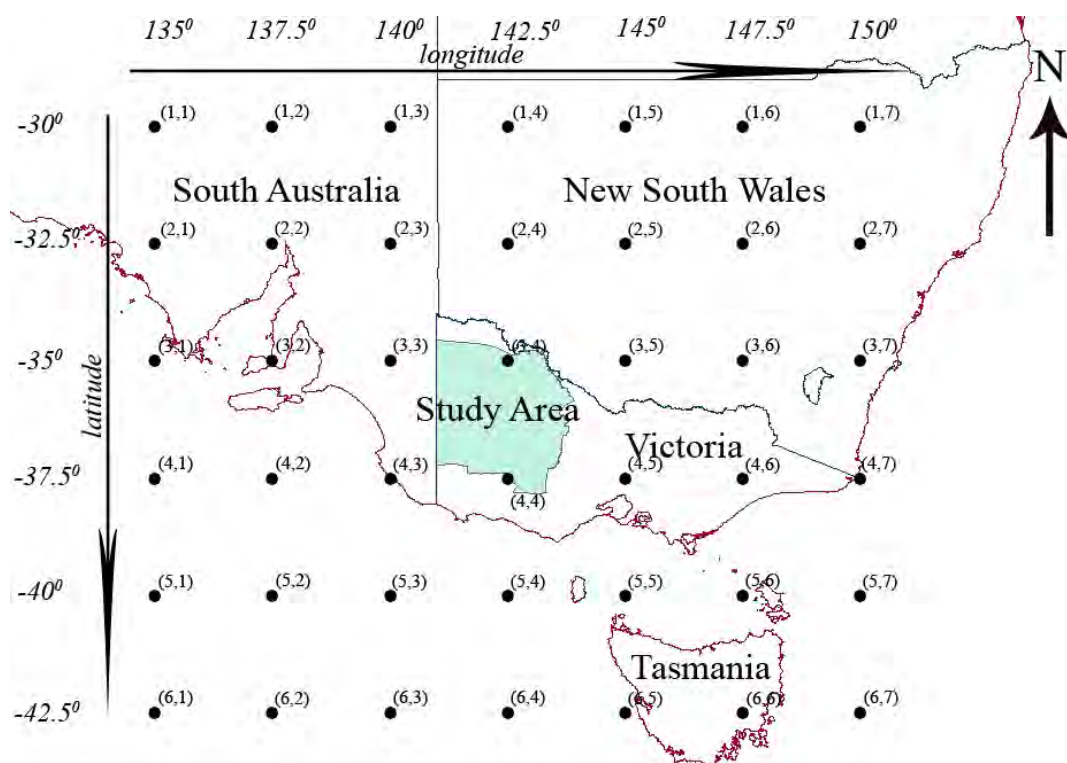 135⁰ 137.5⁰ 140⁰ 142.5⁰ 145⁰ 147.5⁰ 150⁰
longitude
N
-30⁰ (1,1) (1,2) (1,3) (1,4) (1,5) (1,6) (1,7)
South Australia New South Wales
-32.5⁰ (2,1) (2,2) (2,3) (2,4) (2,5) (2,6) (2,7)
-35⁰ (3,1) (3,2) (3,3) (3,4) (3,5) (3,6) (3,7)
latitude
Study Area
Victoria
-37.5⁰ (4,1) (4,2) (4,3) (4,5) (4,6) (4,7)
(4,4)
-40⁰ (5,1) (5,2) (5,3) (5,4) (5,5) (5,6) (5,7)
Tasmania
-42.5⁰ (6,1) (6,2) (6,3) (6,4) (6,5) (6,6) (6,7)